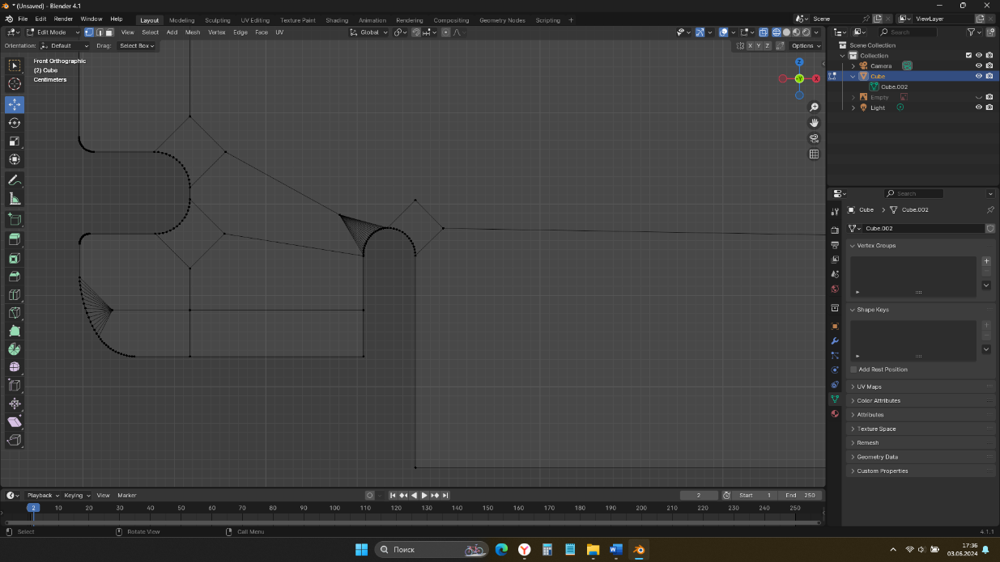 * (Unsaved) - Blender 4.1
File Edit Render Window Help Layout Modeling Sculpting UV Editing Texture Paint Shading Animation Rendering Compositing Geometry Nodes Scripting + Scene ViewLayer
Edit Mode View Select Add Mesh Vertex Edge Face UV Global Search
Orientation: Default Drag: Select Box X Y Z Options
Scene Collection
Collection
Camera
Cube
Cube.002
Empty
Light
Front Orthographic
(2) Cube
Centimeters
Z
-Y
X
Search
Cube Cube.002
Cube.002
Vertex Groups
Shape Keys
Add Rest Position
UV Maps
Color Attributes
Attributes
Texture Space
Remesh
Geometry Data
Custom Properties
Playback Keying View Marker 2 Start 1 End 250
2 10 20 30 40 50 60 70 80 90 100 110 120 130 140 150 160 170 180 190 200 210 220 230 240 250
Select Rotate View Call Menu 4.1.1
Поиск
17:36
03.06.2024